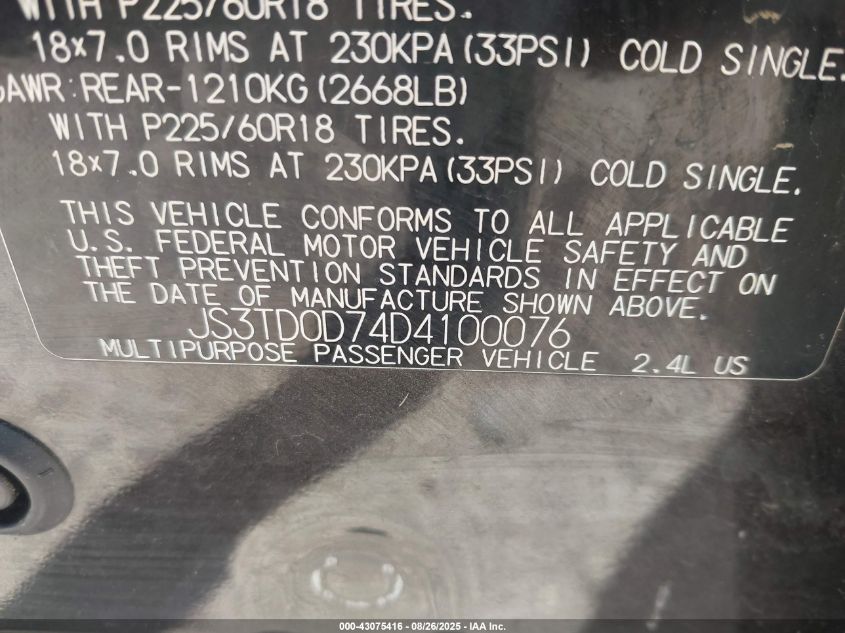 WITH P225/60R18 TIRES.
18x7.0 RIMS AT 230KPA(33PSI) COLD SINGLE.
GAWR:REAR-1210KG(2668LB)
WITH P225/60R18 TIRES.
18x7.0 RIMS AT 230KPA(33PSI) COLD SINGLE.
THIS VEHICLE CONFORMS TO ALL APPLICABLE
U.S. FEDERAL MOTOR VEHICLE SAFETY AND
THEFT PREVENTION STANDARDS IN EFFECT ON
THE DATE OF MANUFACTURE SHOWN ABOVE.
JS3TD0D74D4100076
MULTIPURPOSE PASSENGER VEHICLE 2.4L US
000-43075416 - 08/26/2025 - IAA Inc.